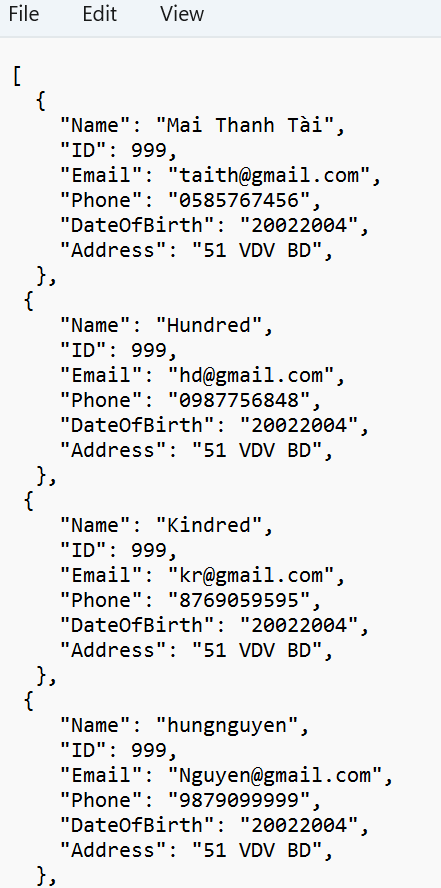 File Edit View
[
{
"Name": "Mai Thanh Tài",
"ID": 999,
"Email": "taith@gmail.com",
"Phone": "0585767456",
"DateOfBirth": "20022004",
"Address": "51 VDV BD",
},
{
"Name": "Hundred",
"ID": 999,
"Email": "hd@gmail.com",
"Phone": "0987756848",
"DateOfBirth": "20022004",
"Address": "51 VDV BD",
},
{
"Name": "Kindred",
"ID": 999,
"Email": "kr@gmail.com",
"Phone": "8769059595",
"DateOfBirth": "20022004",
"Address": "51 VDV BD",
},
{
"Name": "hungnguyen",
"ID": 999,
"Email": "Nguyen@gmail.com",
"Phone": "9879099999",
"DateOfBirth": "20022004",
"Address": "51 VDV BD",
},